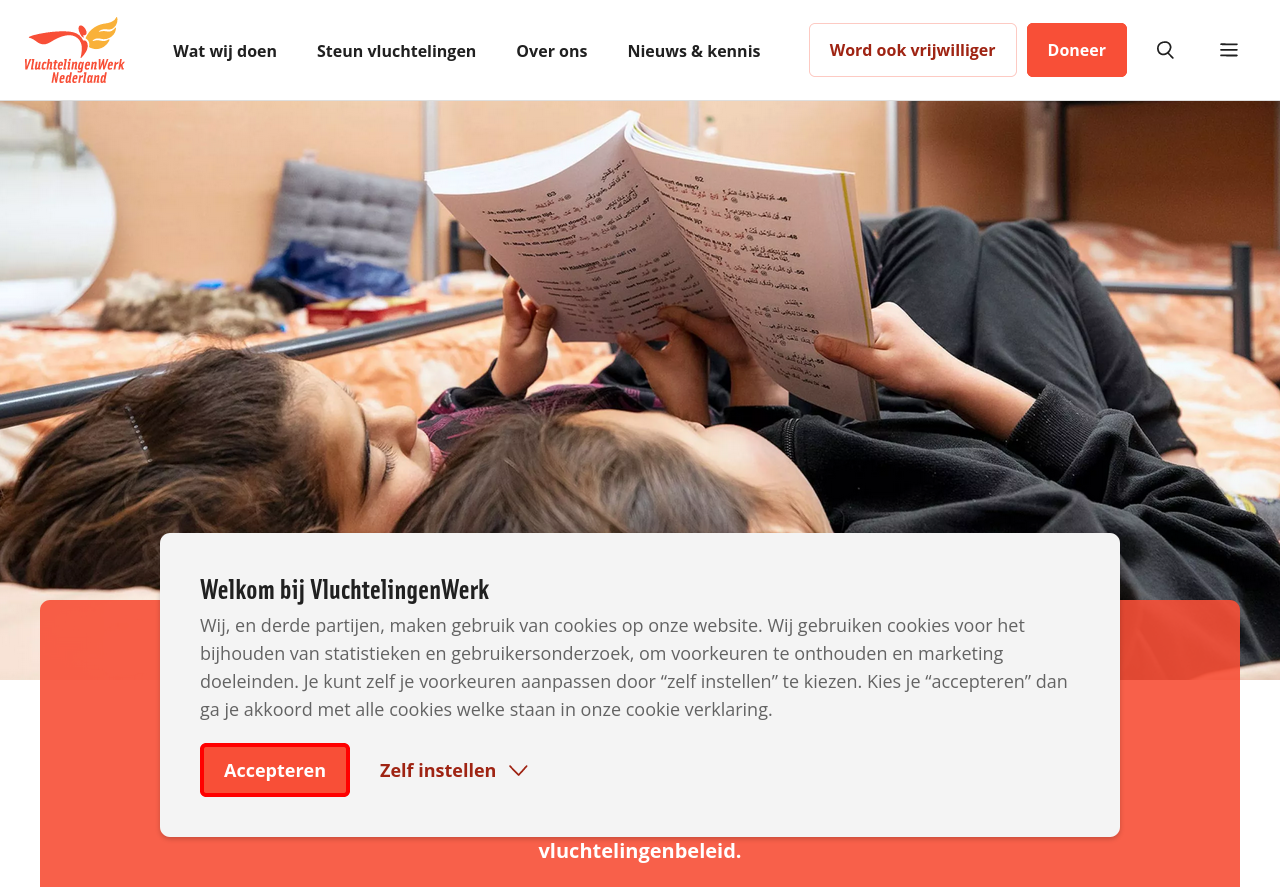 Wat wij doen
Steun vluchtelingen
Over ons
Nieuws & kennis
Word ook vrijwilliger
Doneer
VluchtelingenWerk
Nederland
63
62
Welkom bij VluchtelingenWerk
Wij, en derde partijen, maken gebruik van cookies op onze website. Wij gebruiken cookies voor het
bijhouden van statistieken en gebruikersonderzoek, om voorkeuren te onthouden en marketing
doeleinden. Je kunt zelf je voorkeuren aanpassen door “zelf instellen” te kiezen. Kies je “accepteren” dan
ga je akkoord met alle cookies welke staan in onze cookie verklaring.
Accepteren
Zelf instellen
vluchtelingenbeleid.